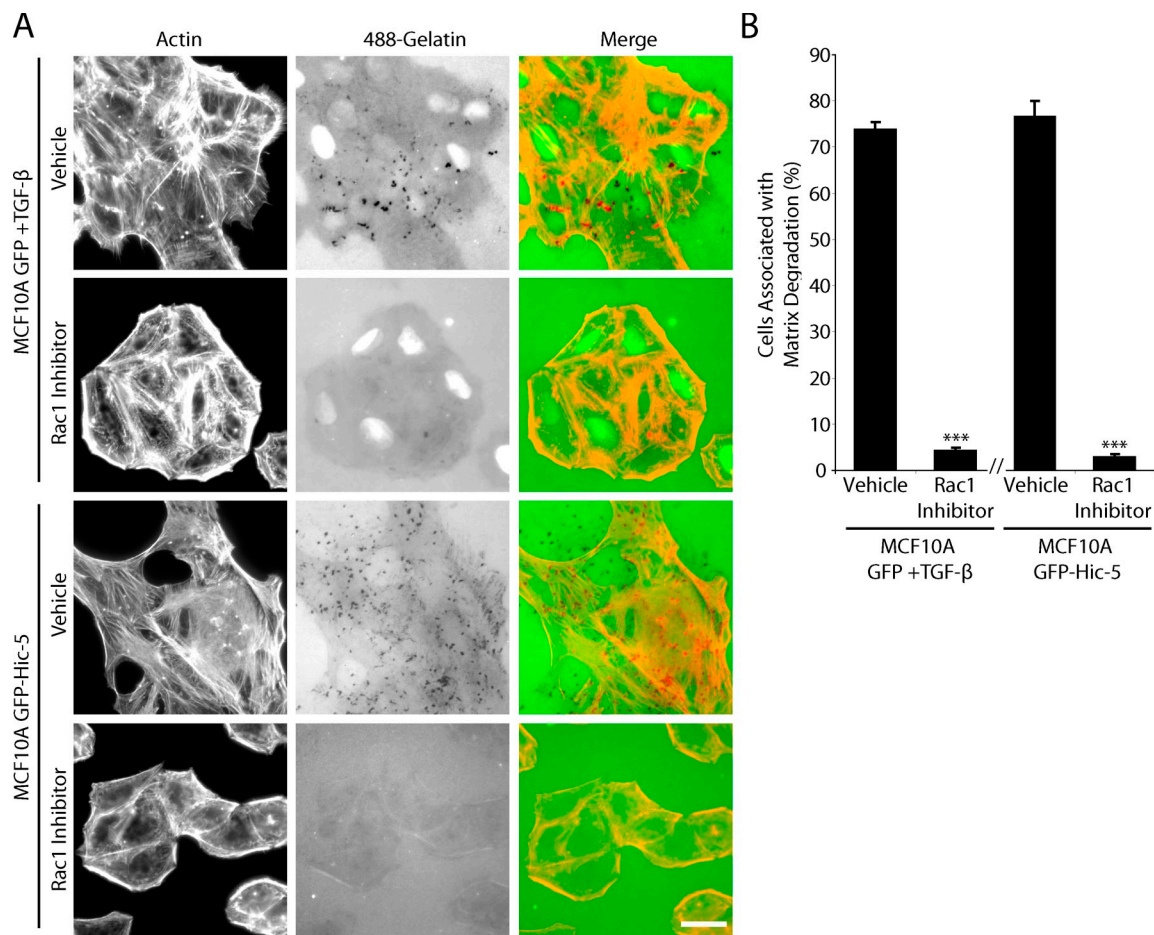 A
Actin
488-Gelatin
Merge
MCF10A GFP +TGF-β
Vehicle
Rac1 Inhibitor
MCF10A GFP-Hic-5
Vehicle
Rac1 Inhibitor
B
Cells Associated with
Matrix Degradation (%)
90
80
70
60
50
40
30
20
10
0
***
//
***
Vehicle
Rac1
Inhibitor
Vehicle
Rac1
Inhibitor
MCF10A
GFP +TGF-β
MCF10A
GFP-Hic-5